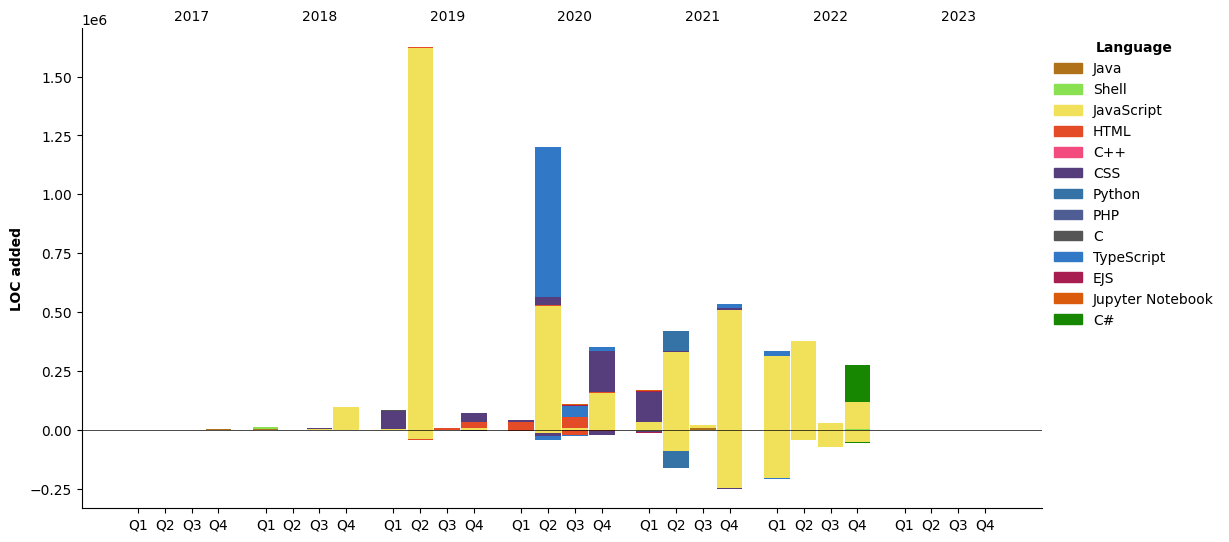 1e6
2017 2018 2019 2020 2021 2022 2023
LOC added
1.50
1.25
1.00
0.75
0.50
0.25
0.00
−0.25
Q1 Q2 Q3 Q4 Q1 Q2 Q3 Q4 Q1 Q2 Q3 Q4 Q1 Q2 Q3 Q4 Q1 Q2 Q3 Q4 Q1 Q2 Q3 Q4 Q1 Q2 Q3 Q4
Language
Java
Shell
JavaScript
HTML
C++
CSS
Python
PHP
C
TypeScript
EJS
Jupyter Notebook
C#